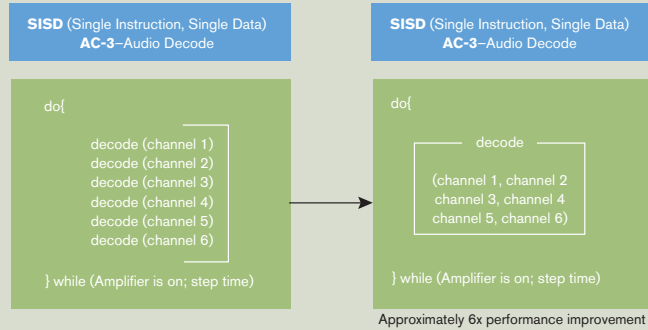 SISD (Single Instruction, Single Data)
AC-3–Audio Decode
do{
decode (channel 1)
decode (channel 2)
decode (channel 3)
decode (channel 4)
decode (channel 5)
decode (channel 6)
} while (Amplifier is on; step time)
SISD (Single Instruction, Single Data)
AC-3–Audio Decode
do{
decode
(channel 1, channel 2
channel 3, channel 4
channel 5, channel 6)
} while (Amplifier is on; step time)
Approximately 6x performance improvement